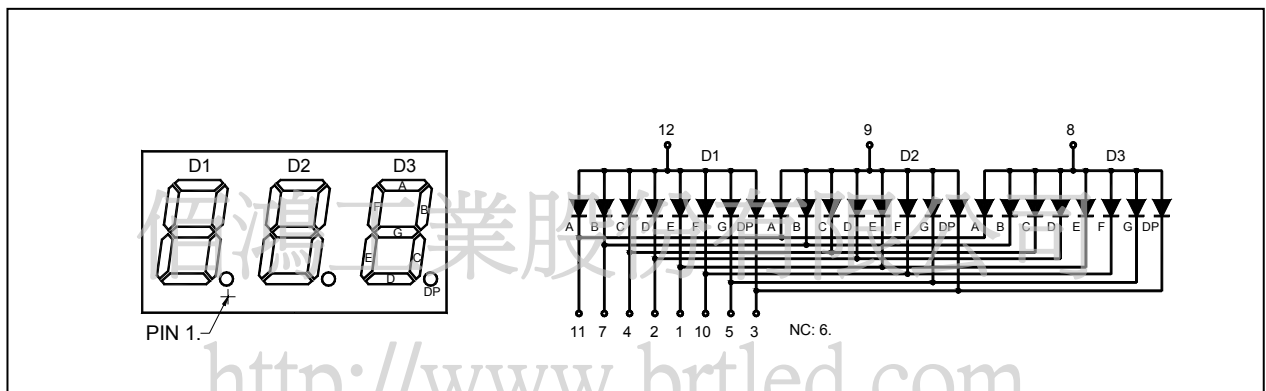 12 9 8
D1 D2 D3
D1 D2 D3
A
F B
G
E C
D
DP
A B C D E F G DP A B C D E F G DP A B C D E F G DP
佰鴻工業股份有限公司
PIN 1.
11 7 4 2 1 10 5 3 NC: 6.
http://www.brtled.com